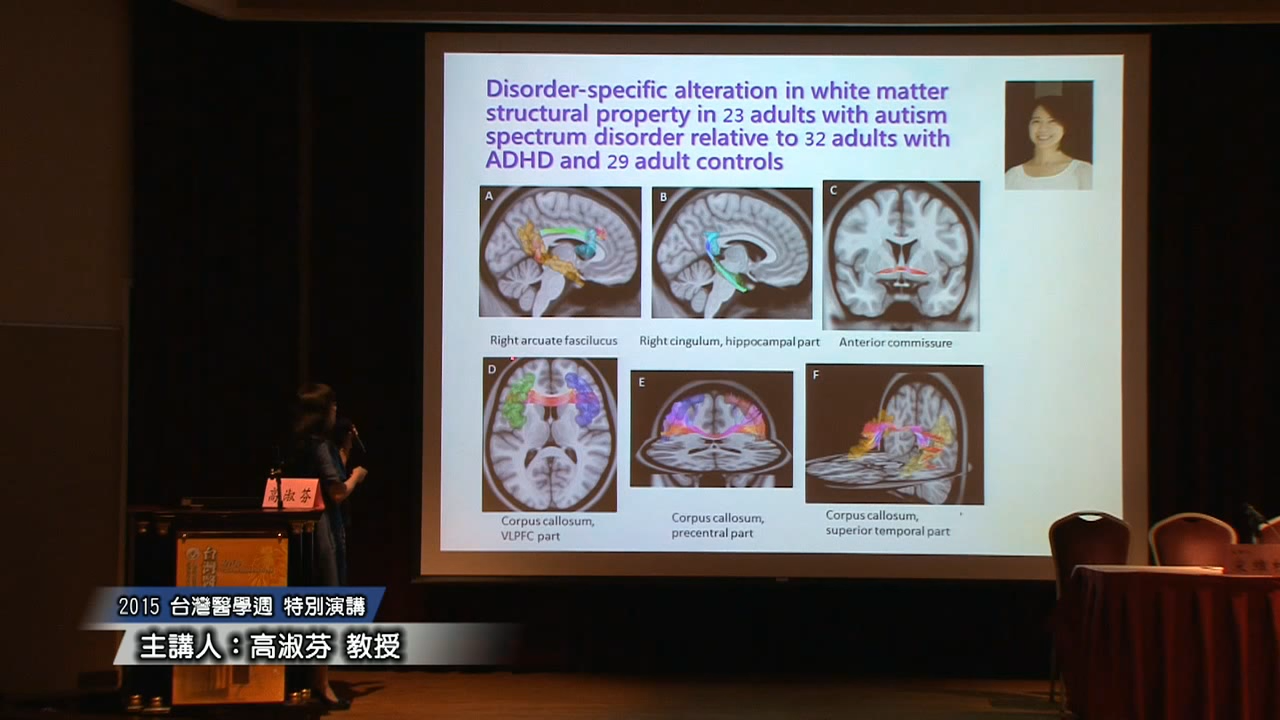 Disorder-specific alteration in white matter
structural property in 23 adults with autism
spectrum disorder relative to 32 adults with
ADHD and 29 adult controls
A
B
C
Right arcuate fascilucus
Right cingulum, hippocampal part
Anterior commissure
D
E
F
Corpus callosum,
VLPFC part
Corpus callosum,
precentral part
Corpus callosum,
superior temporal part
高淑芬
2015 台灣醫學週 特別演講
主講人：高淑芬 教授